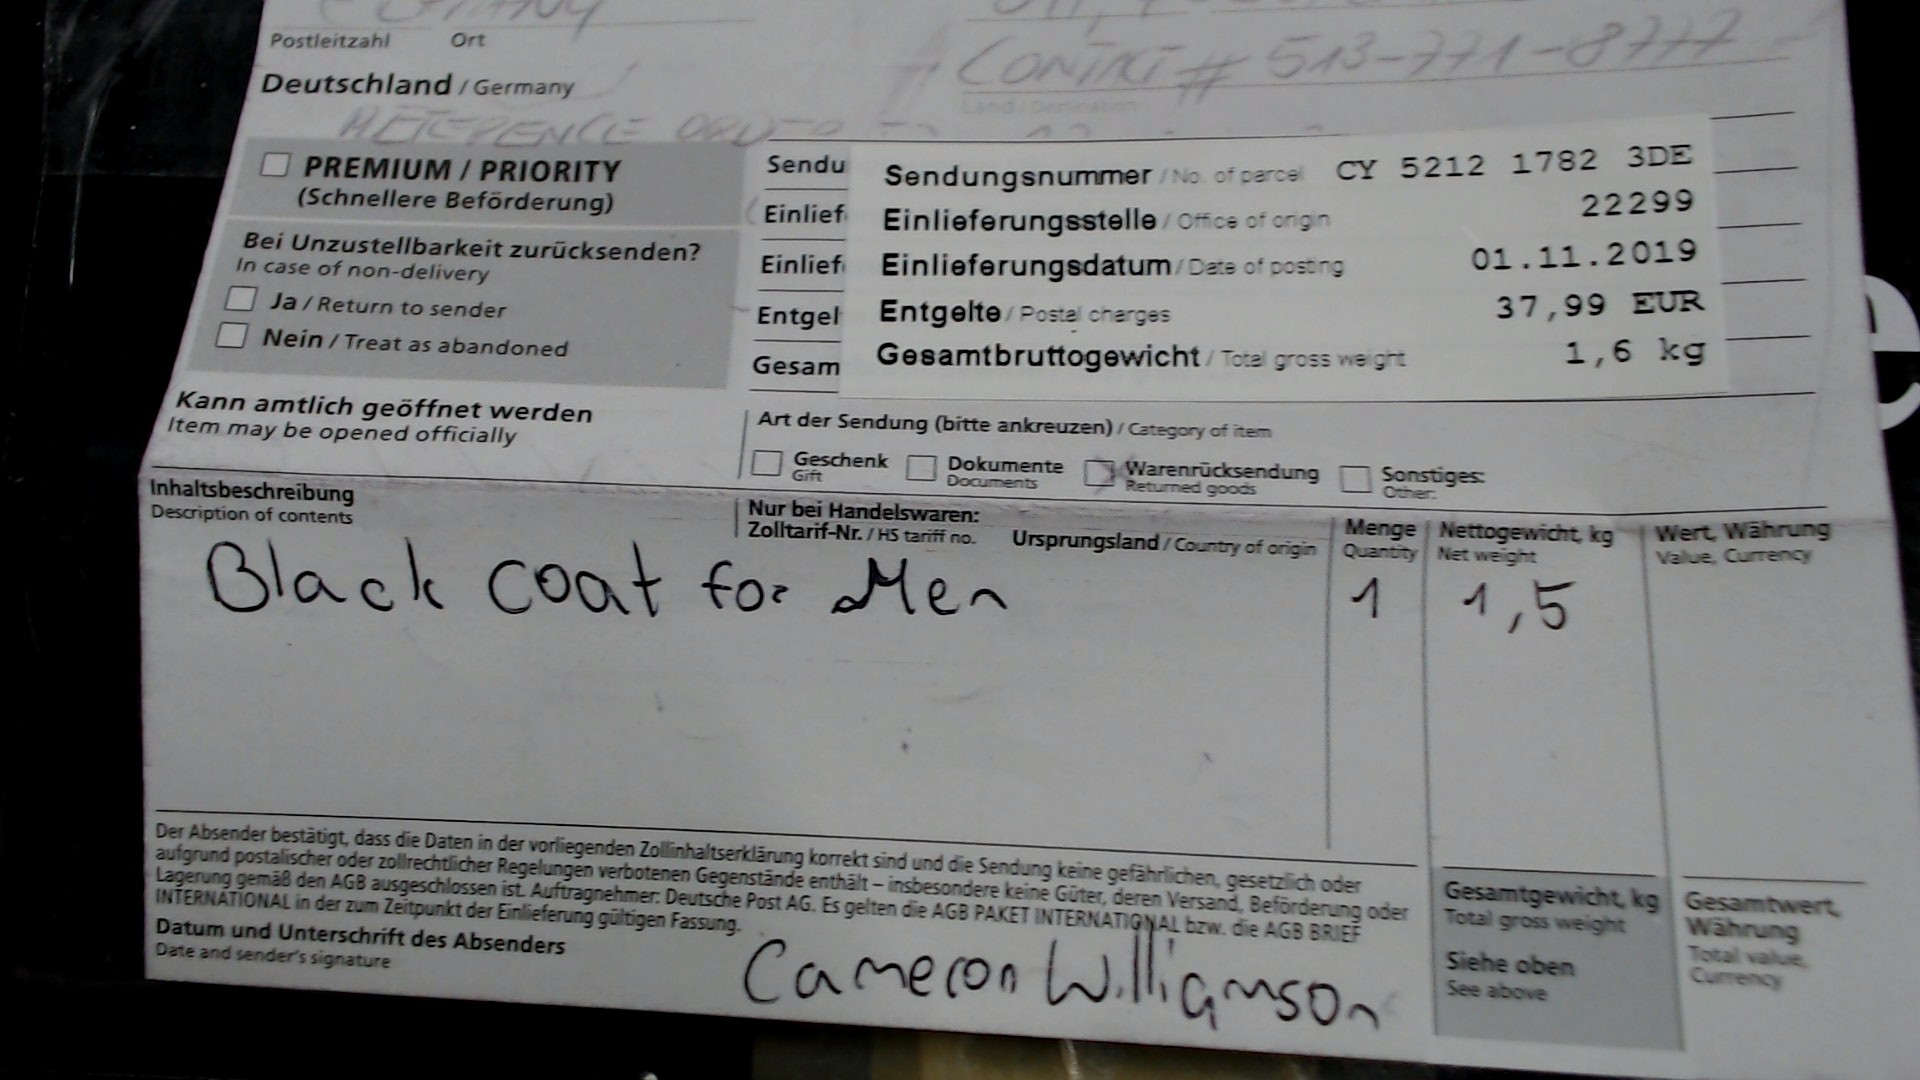 Postleitzahl Ort
CONTACT # 513-771-8777
Deutschland / Germany
Land / Destination
REFERENCE ORDER
PREMIUM / PRIORITY
(Schnellere Beförderung)
Bei Unzustellbarkeit zurücksenden?
In case of non-delivery
Ja / Return to sender
Nein / Treat as abandoned
Kann amtlich geöffnet werden
Item may be opened officially
Sendu
Einlief
Einlief
Entgel
Gesam
Sendungsnummer / No. of parcel CY 5212 1782 3DE
Einlieferungsstelle / Office of origin 22299
Einlieferungsdatum / Date of posting 01.11.2019
Entgelte / Postal charges 37,99 EUR
Gesamtbruttogewicht / Total gross weight 1,6 kg
Art der Sendung (bitte ankreuzen) / Category of item
Geschenk Dokumente Warenrücksendung Sonstiges:
Gift Documents Returned goods Other:
Inhaltsbeschreibung
Description of contents
Nur bei Handelswaren:
Zolltarif-Nr. / HS tariff no. Ursprungsland / Country of origin
Menge
Quantity
Nettogewicht, kg
Net weight
Wert, Währung
Value, Currency
Black coat for Men 1 1,5
Der Absender bestätigt, dass die Daten in der vorliegenden Zollinhaltserklärung korrekt sind und die Sendung keine gefährlichen, gesetzlich oder
aufgrund postalischer oder zollrechtlicher Regelungen verbotenen Gegenstände enthält – insbesondere keine Güter, deren Versand, Beförderung oder
Lagerung gemäß den AGB ausgeschlossen ist. Auftragnehmer: Deutsche Post AG. Es gelten die AGB PAKET INTERNATIONAL bzw. die AGB BRIEF
INTERNATIONAL in der zum Zeitpunkt der Einlieferung gültigen Fassung.
Datum und Unterschrift des Absenders
Date and sender's signature
Cameron Williamson
Gesamtgewicht, kg
Total gross weight
Siehe oben
See above
Gesamtwert,
Währung
Total value,
Currency